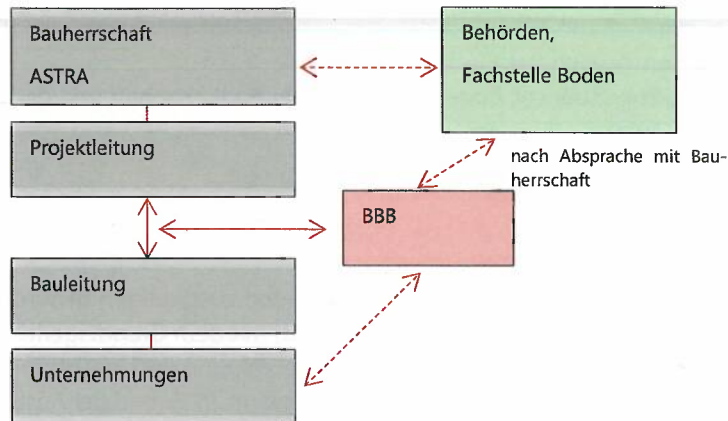 Bauherrschaft
ASTRA
Behörden,
Fachstelle Boden
Projektleitung
nach Absprache mit Bau-
herrschaft
BBB
Bauleitung
Unternehmungen